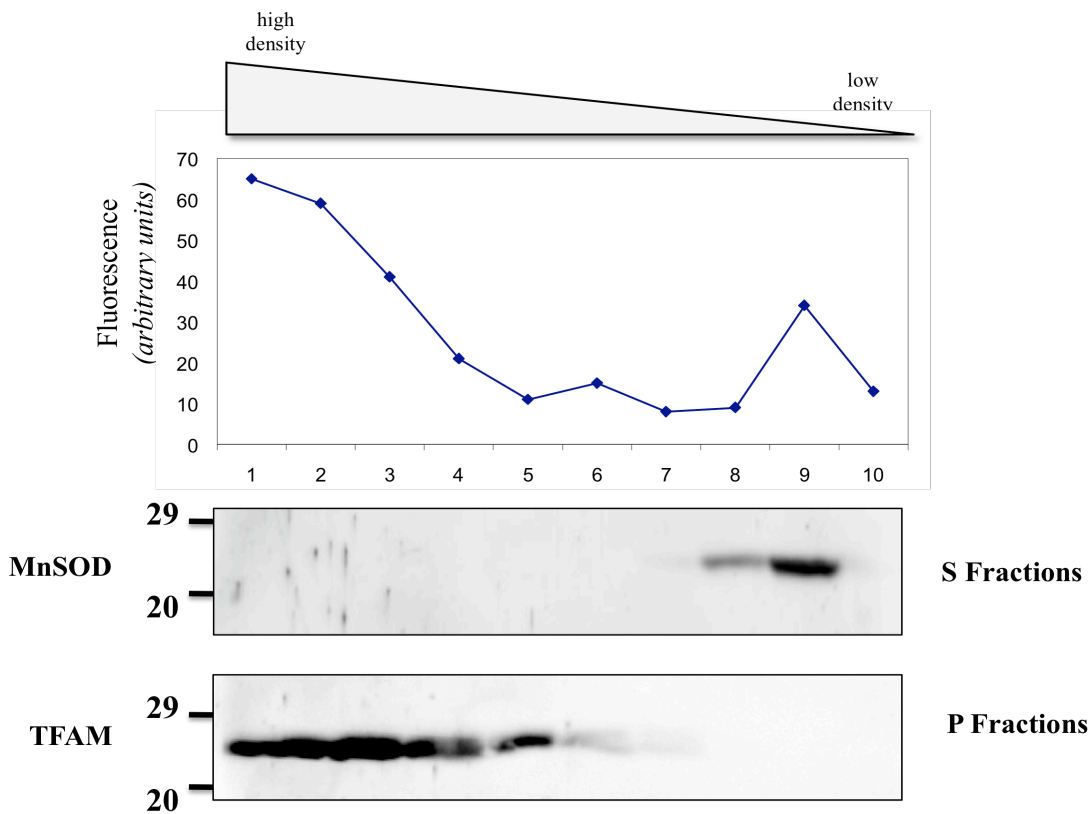 high
density
low
density
Fluorescence
(arbitrary units)
70
60
50
40
30
20
10
0
1 2 3 4 5 6 7 8 9 10
29
MnSOD
20
S Fractions
29
TFAM
20
P Fractions